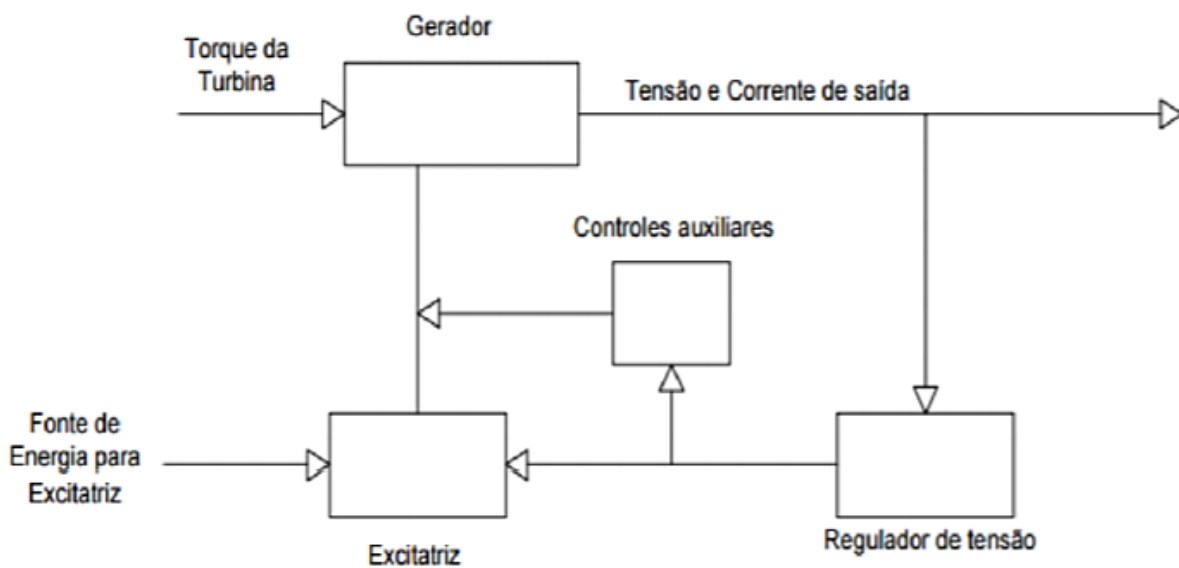 Gerador
Torque da
Turbina
Tensão e Corrente de saída
Controles auxiliares
Fonte de
Energia para
Excitatriz
Excitatriz
Regulador de tensão